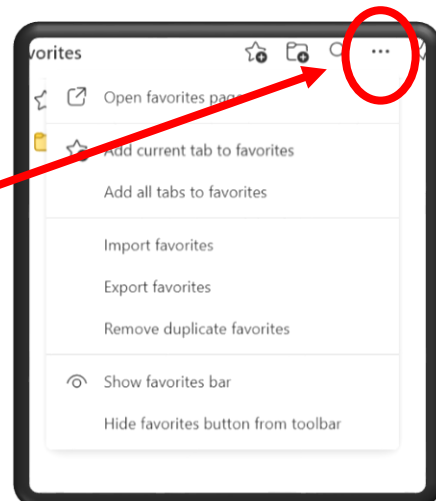 vorites
Open favorites page
Add current tab to favorites
Add all tabs to favorites
Import favorites
Export favorites
Remove duplicate favorites
Show favorites bar
Hide favorites button from toolbar